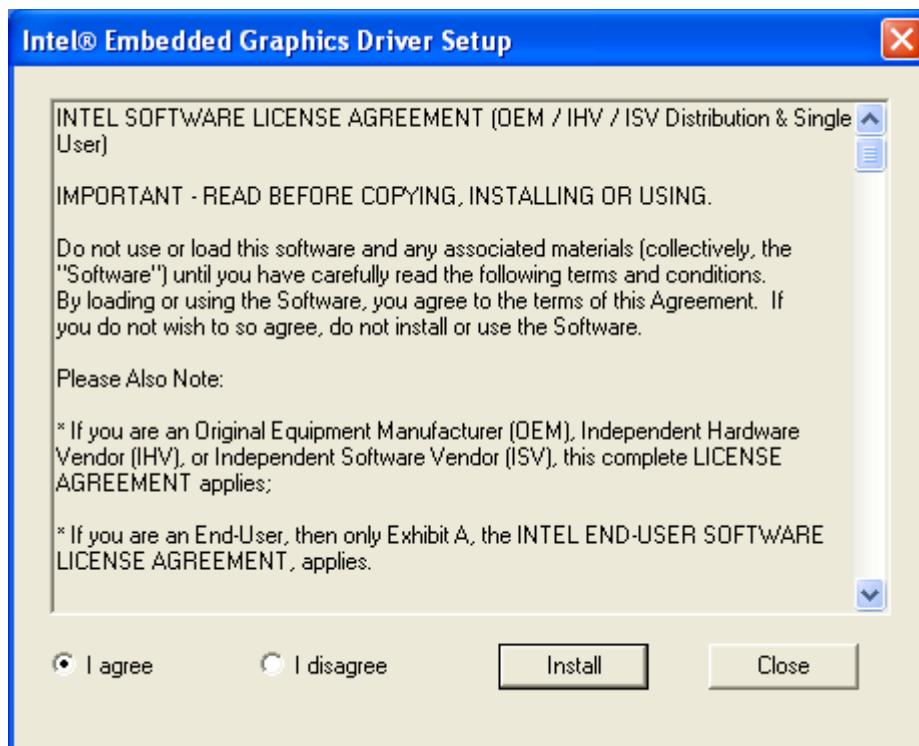 Intel® Embedded Graphics Driver Setup
INTEL SOFTWARE LICENSE AGREEMENT (OEM / IHV / ISV Distribution & Single
User)
IMPORTANT - READ BEFORE COPYING, INSTALLING OR USING.
Do not use or load this software and any associated materials (collectively, the
"Software") until you have carefully read the following terms and conditions.
By loading or using the Software, you agree to the terms of this Agreement.  If
you do not wish to so agree, do not install or use the Software.
Please Also Note:
* If you are an Original Equipment Manufacturer (OEM), Independent Hardware
Vendor (IHV), or Independent Software Vendor (ISV), this complete LICENSE
AGREEMENT applies;
* If you are an End-User, then only Exhibit A, the INTEL END-USER SOFTWARE
LICENSE AGREEMENT, applies.
I agree
I disagree
Install
Close